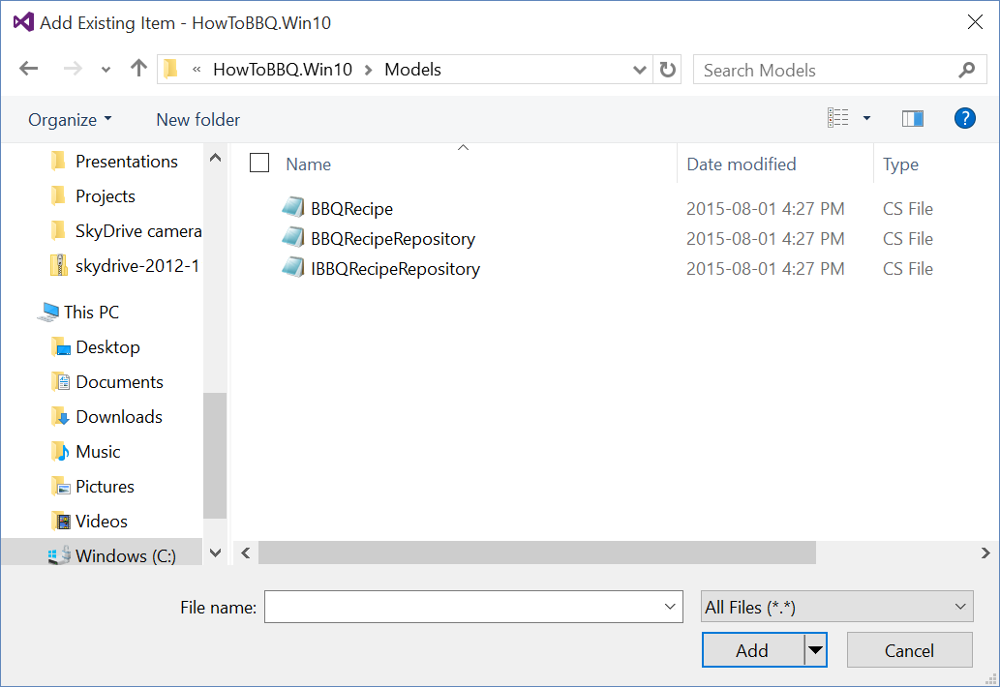 Add Existing Item - HowToBBQ.Win10
« HowToBBQ.Win10 > Models
Search Models
Organize
New folder
?
Presentations
Projects
SkyDrive camera
skydrive-2012-1
This PC
Desktop
Documents
Downloads
Music
Pictures
Videos
Windows (C:)
Name Date modified Type
BBQRecipe 2015-08-01 4:27 PM CS File
BBQRecipeRepository 2015-08-01 4:27 PM CS File
IBBQRecipeRepository 2015-08-01 4:27 PM CS File
File name:
All Files (*.*)
Add
Cancel